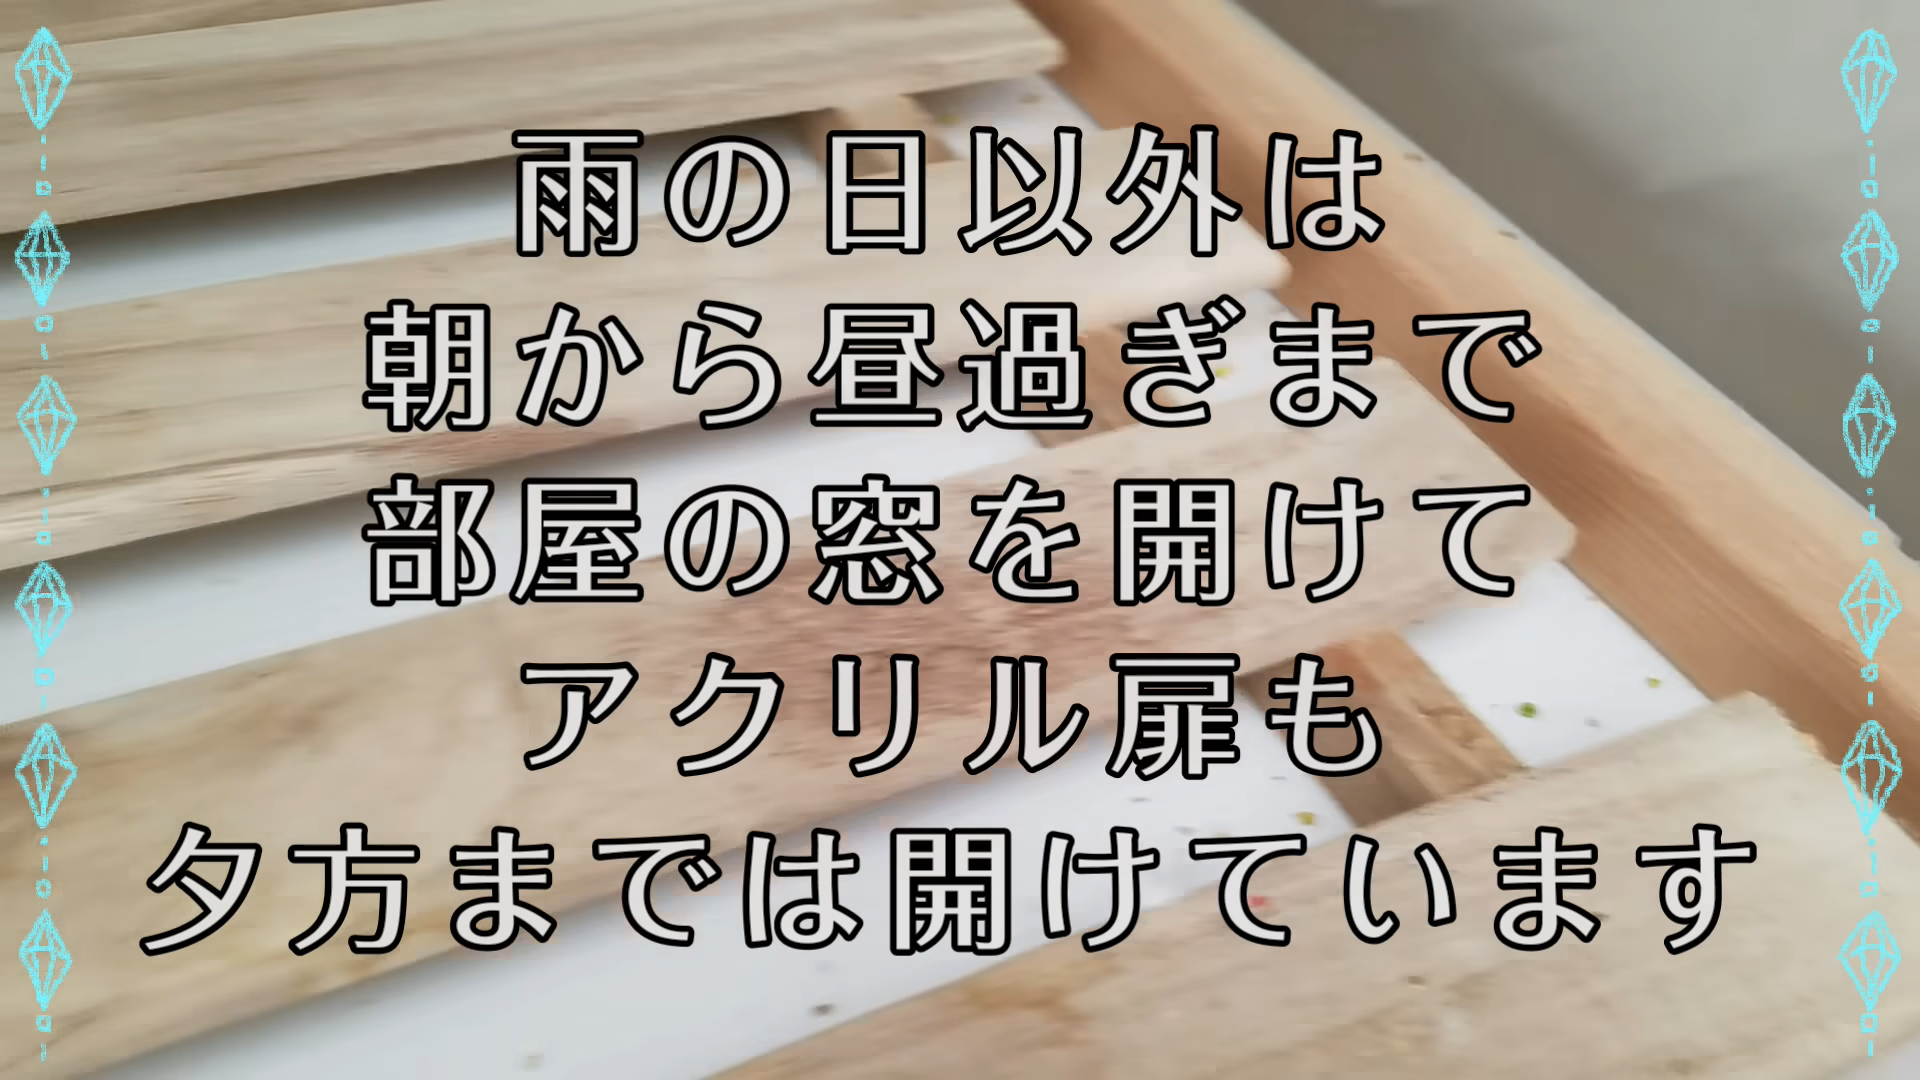 雨の日以外は
朝から昼過ぎまで
部屋の窓を開けて
アクリル扉も
夕方までは開けています